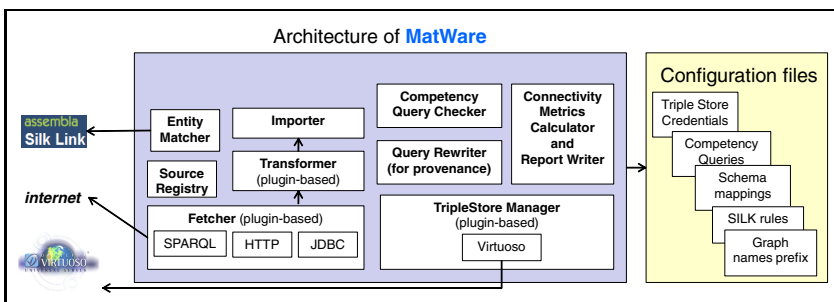 Architecture of MatWare
assembla
Silk Link
internet
VIRTUOSO
UNIVERSAL SERVER
Entity
Matcher
Source
Registry
Importer
Transformer
(plugin-based)
Fetcher (plugin-based)
SPARQL
HTTP
JDBC
Competency
Query Checker
Query Rewriter
(for provenance)
Connectivity
Metrics
Calculator
and
Report Writer
TripleStore Manager
(plugin-based)
Virtuoso
Configuration files
Triple Store
Credentials
Competency
Queries
Schema
mappings
SILK rules
Graph
names prefix